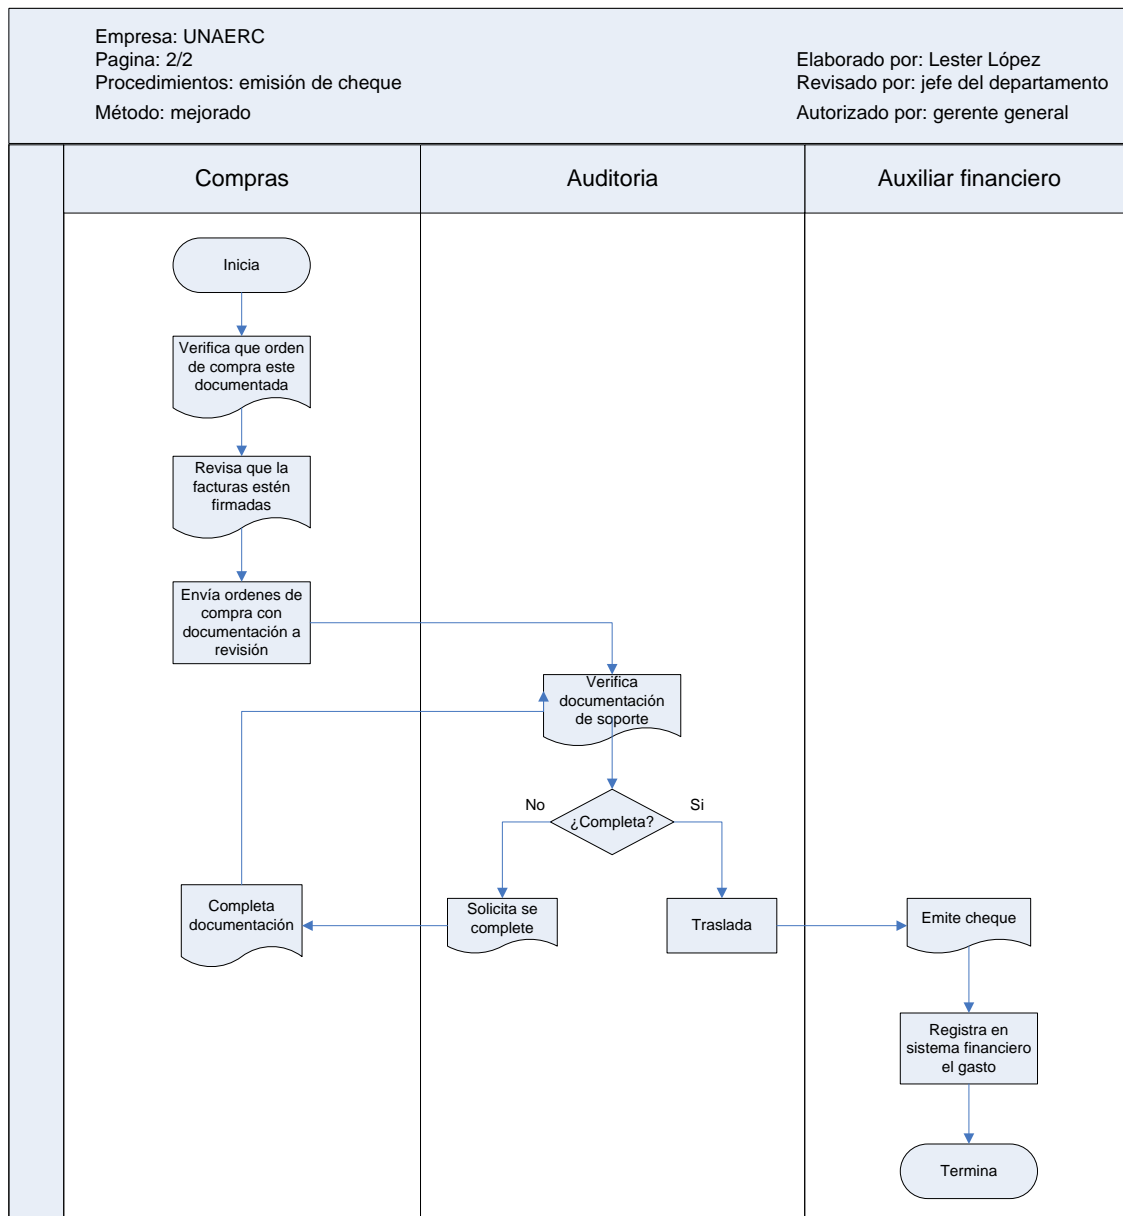 Empresa: UNAERC
Pagina: 2/2
Procedimientos: emisión de cheque
Método: mejorado
Elaborado por: Lester López
Revisado por: jefe del departamento
Autorizado por: gerente general
Compras
Auditoria
Auxiliar financiero
Inicia
Verifica que orden
de compra este
documentada
Revisa que la
facturas estén
firmadas
Envía ordenes de
compra con
documentación a
revisión
Verifica
documentación
de soporte
No
¿Completa?
Si
Completa
documentación
Solicita se
complete
Traslada
Emite cheque
Registra en
sistema financiero
el gasto
Termina